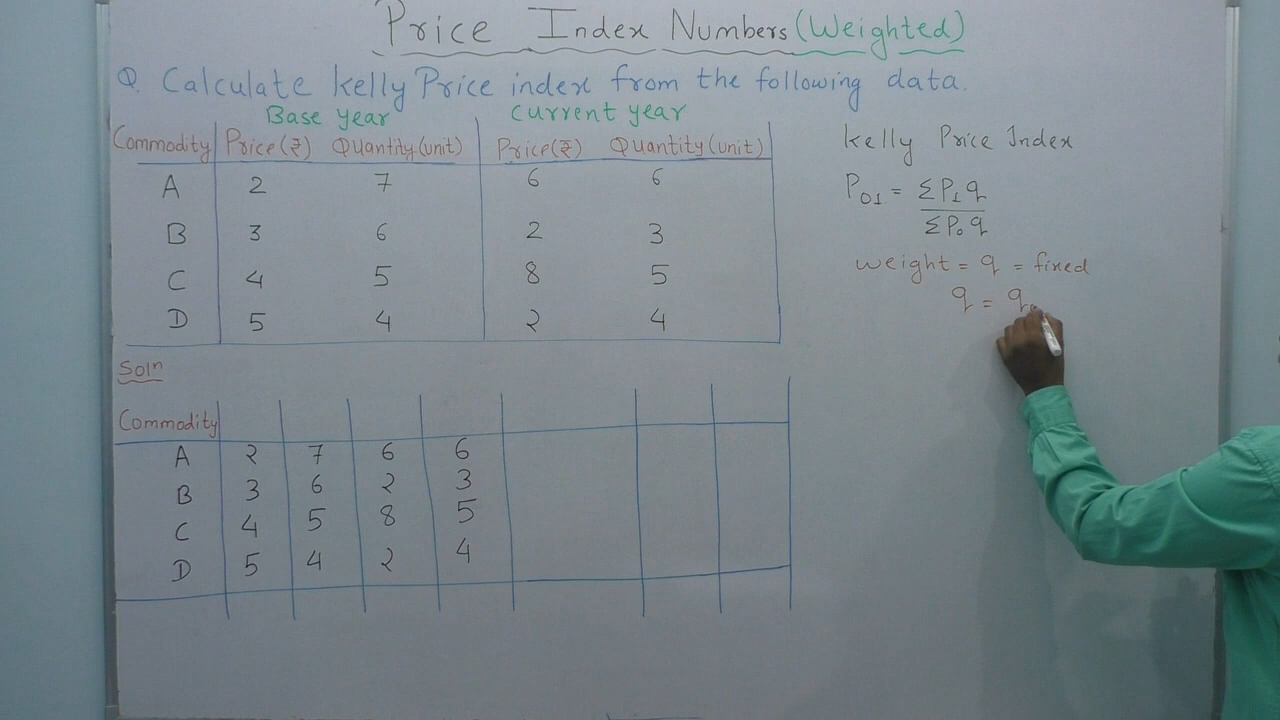 Price Index Numbers (Weighted)
Q. Calculate kelly Price index from the following data.
Base year Current year
Commodity Price(₹) Quantity(unit) Price(₹) Quantity(unit)
A 2 7 6 6
B 3 6 2 3
C 4 5 8 5
D 5 4 2 4
kelly Price Index
P01 = ΣP1q
ΣP0q
weight = q = fixed
q = q
Soln
Commodity
A 2 7 6 6
B 3 6 2 3
C 4 5 8 5
D 5 4 2 4